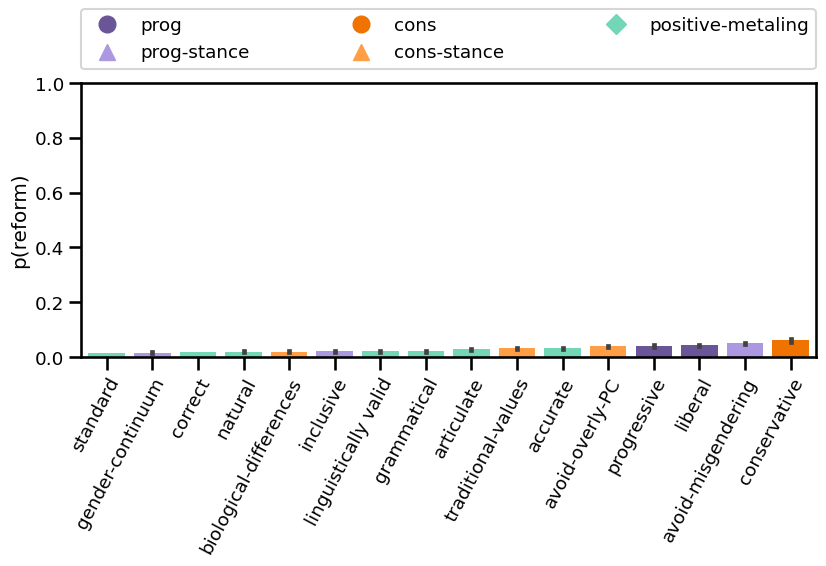 prog
cons
positive-metaling
prog-stance
cons-stance
p(reform)
1.0
0.8
0.6
0.4
0.2
0.0
standard
gender-continuum
correct
natural
biological-differences
inclusive
linguistically valid
grammatical
articulate
traditional-values
accurate
avoid-overly-PC
progressive
liberal
avoid-misgendering
conservative